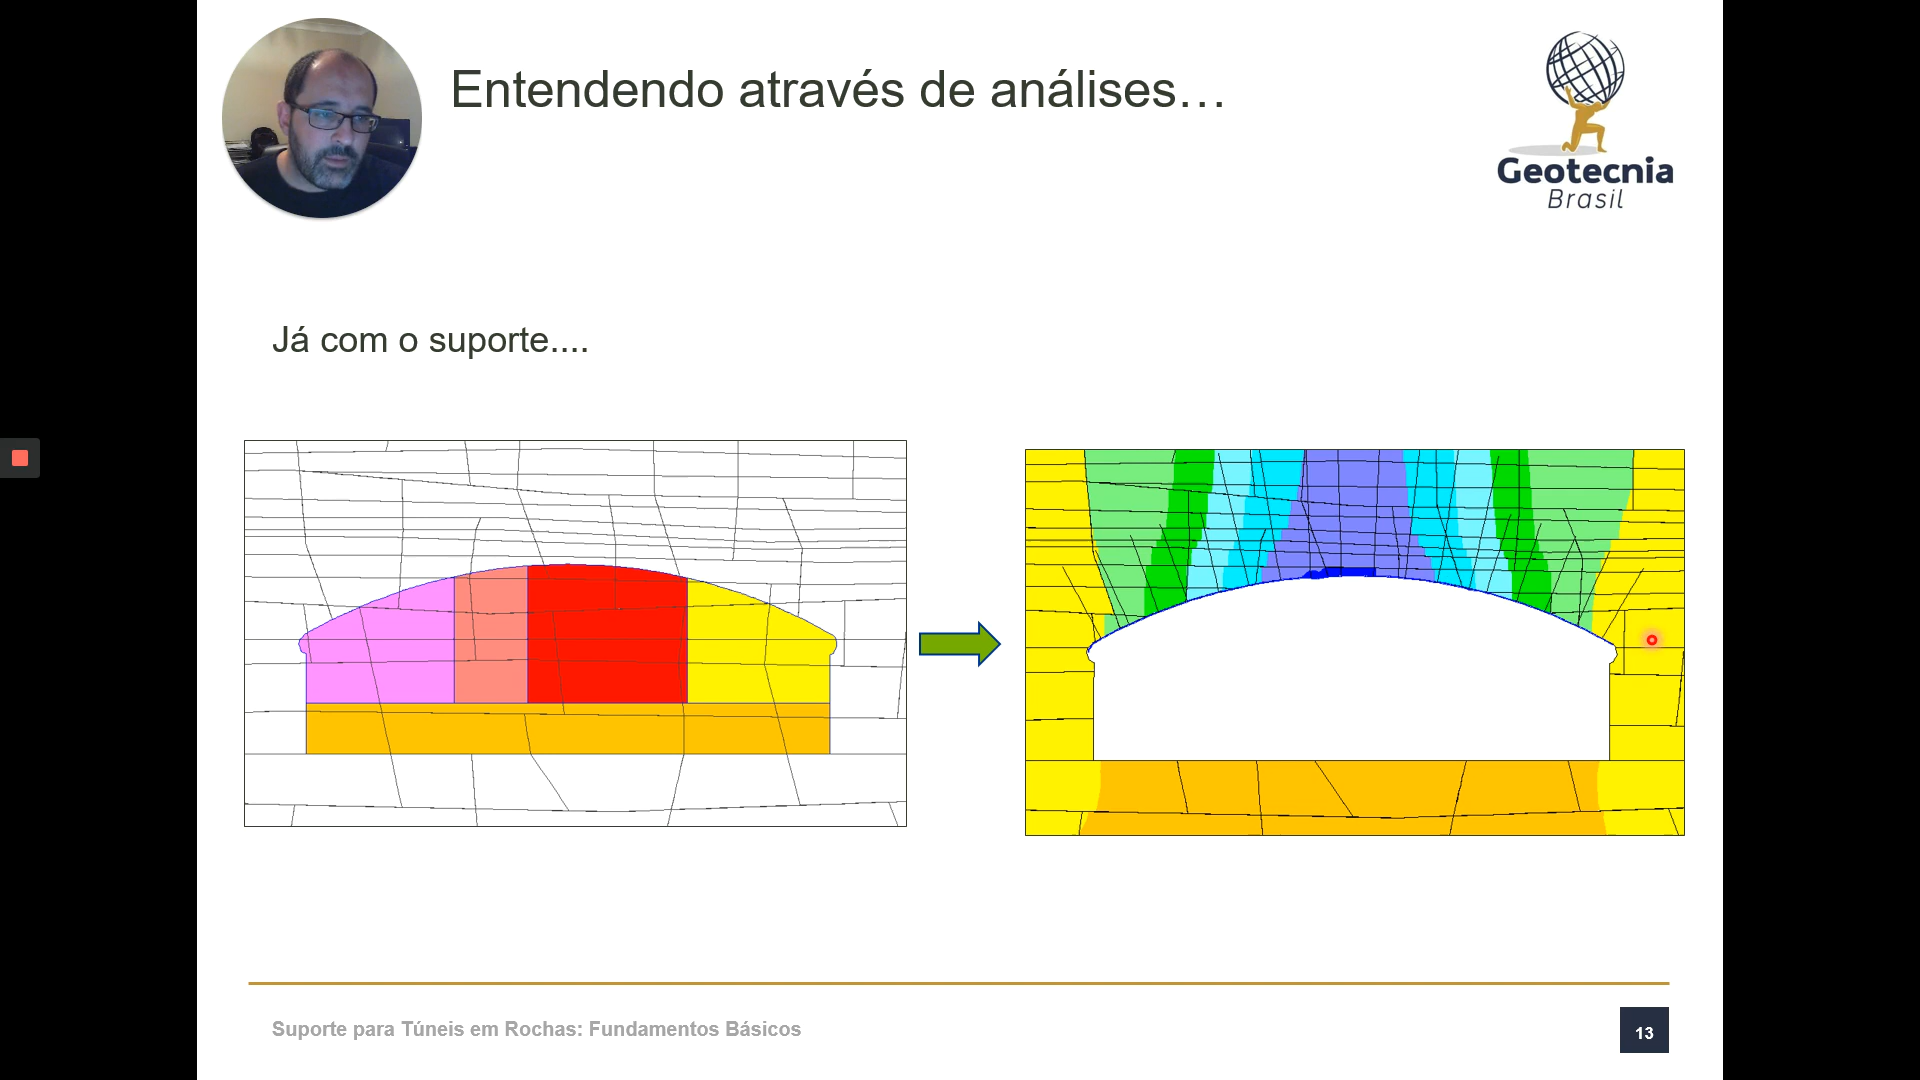 Entendendo através de análises…
Geotecnia
Brasil
Já com o suporte....
Suporte para Túneis em Rochas: Fundamentos Básicos
13